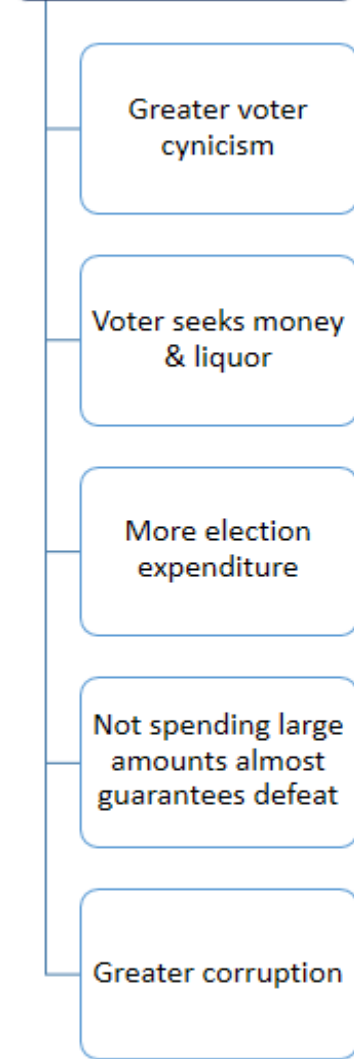 Greater voter
cynicism
Voter seeks money
& liquor
More election
expenditure
Not spending large
amounts almost
guarantees defeat
Greater corruption